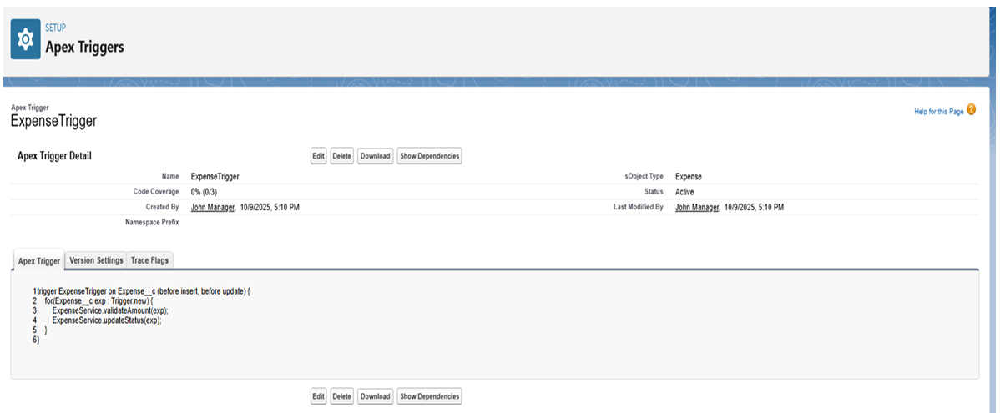 SETUP
Apex Triggers
Apex Trigger
ExpenseTrigger
Help for this Page ?
Apex Trigger Detail
Edit Delete Download Show Dependencies
Name ExpenseTrigger sObject Type Expense
Code Coverage 0% (0/3) Status Active
Created By John Manager, 10/9/2025, 5:10 PM Last Modified By John Manager, 10/9/2025, 5:10 PM
Namespace Prefix
Apex Trigger Version Settings Trace Flags
1trigger ExpenseTrigger on Expense__c (before insert, before update) {
2 for(Expense__c exp : Trigger.new) {
3 ExpenseService.validateAmount(exp);
4 ExpenseService.updateStatus(exp);
5 }
6}
Edit Delete Download Show Dependencies